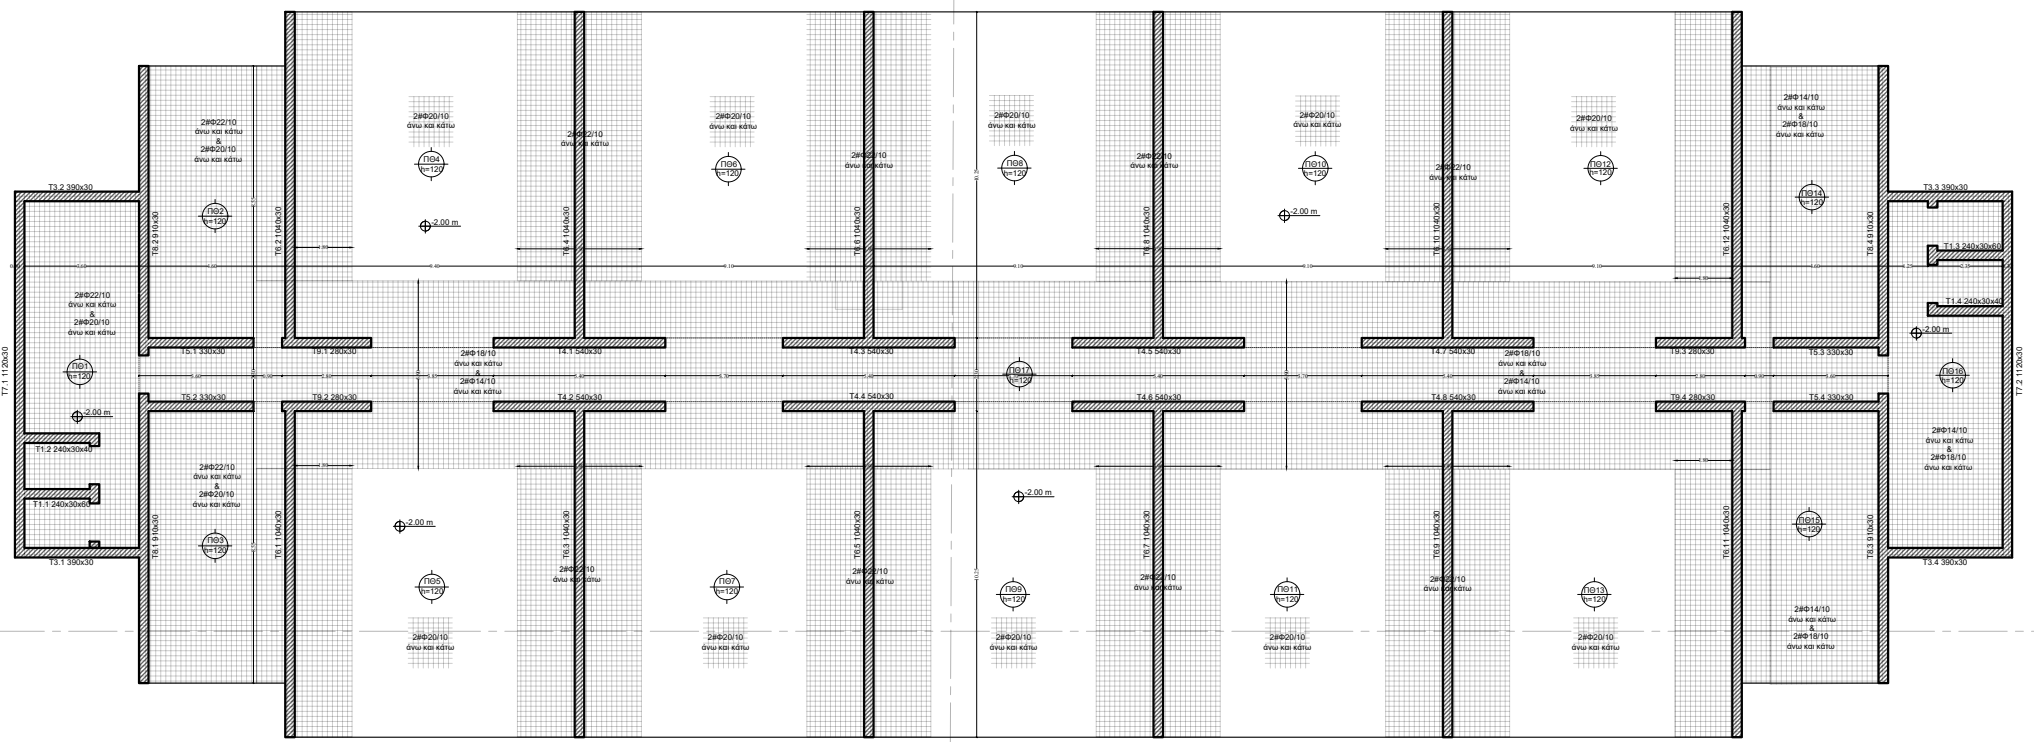 2#Φ22/10
άνω και κάτω
&
2#Φ20/10
άνω και κάτω
2#Φ20/10
άνω και κάτω
2#Φ22/10
άνω και κάτω
2#Φ20/10
άνω και κάτω
2#Φ20/10
άνω και κάτω
2#Φ20/10
άνω και κάτω
2#Φ20/10
άνω και κάτω
2#Φ14/10
άνω και κάτω
&
2#Φ18/10
άνω και κάτω
ΠΘ2
h=120
ΠΘ4
h=120
ΠΘ6
h=120
ΠΘ8
h=120
ΠΘ10
h=120
ΠΘ12
h=120
ΠΘ14
h=120
-2.00 m
-2.00 m
T3.2 390x30
T8.2 910x30
T6.2 1040x30
T6.4 1040x30
T6.6 1040x30
T6.8 1040x30
T6.10 1040x30
T6.12 1040x30
T8.4 910x30
T3.3 390x30
T1.3 240x30x60
T1.4 240x30x40
2#Φ22/10
άνω και κάτω
&
2#Φ20/10
άνω και κάτω
T7.1 1120x30
ΠΘ1
h=120
-2.00 m
T5.1 330x30
T9.1 280x30
T4.1 540x30
T4.3 540x30
T4.5 540x30
T4.7 540x30
T9.3 280x30
T5.3 330x30
2#Φ18/10
άνω και κάτω
&
2#Φ14/10
άνω και κάτω
ΠΘ17
h=120
2#Φ18/10
άνω και κάτω
&
2#Φ14/10
άνω και κάτω
-2.00 m
ΠΘ16
h=120
T7.2 1120x30
T5.2 330x30
T9.2 280x30
T4.2 540x30
T4.4 540x30
T4.6 540x30
T4.8 540x30
T9.4 280x30
T5.4 330x30
T1.2 240x30x40
T1.1 240x30x60
T3.1 390x30
2#Φ22/10
άνω και κάτω
&
2#Φ20/10
άνω και κάτω
2#Φ14/10
άνω και κάτω
&
2#Φ18/10
άνω και κάτω
-2.00 m
-2.00 m
T8.1 910x30
T6.1 1040x30
T6.3 1040x30
T6.5 1040x30
T6.7 1040x30
T6.9 1040x30
T6.11 1040x30
T8.3 910x30
T3.4 390x30
ΠΘ3
h=120
ΠΘ5
h=120
ΠΘ7
h=120
ΠΘ9
h=120
ΠΘ11
h=120
ΠΘ13
h=120
ΠΘ15
h=120
2#Φ20/10
άνω και κάτω
2#Φ20/10
άνω και κάτω
2#Φ20/10
άνω και κάτω
2#Φ20/10
άνω και κάτω
2#Φ20/10
άνω και κάτω
2#Φ14/10
άνω και κάτω
&
2#Φ18/10
άνω και κάτω